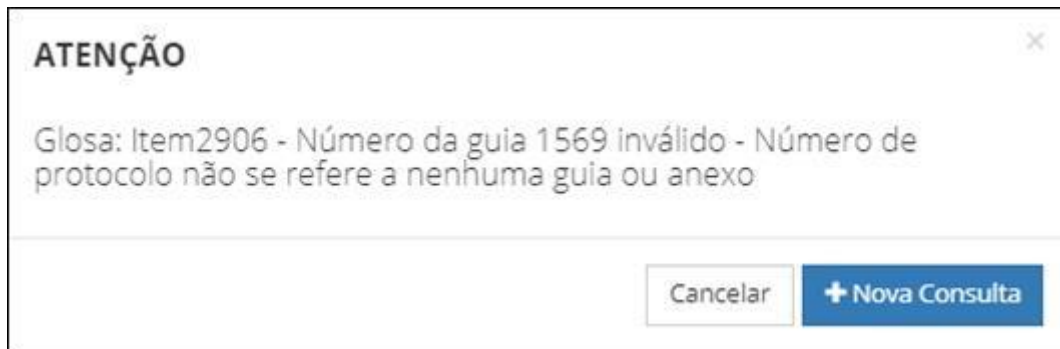 ATENÇÃO
×
Glosa: Item2906 - Número da guia 1569 inválido - Número de
protocolo não se refere a nenhuma guia ou anexo
Cancelar
+ Nova Consulta